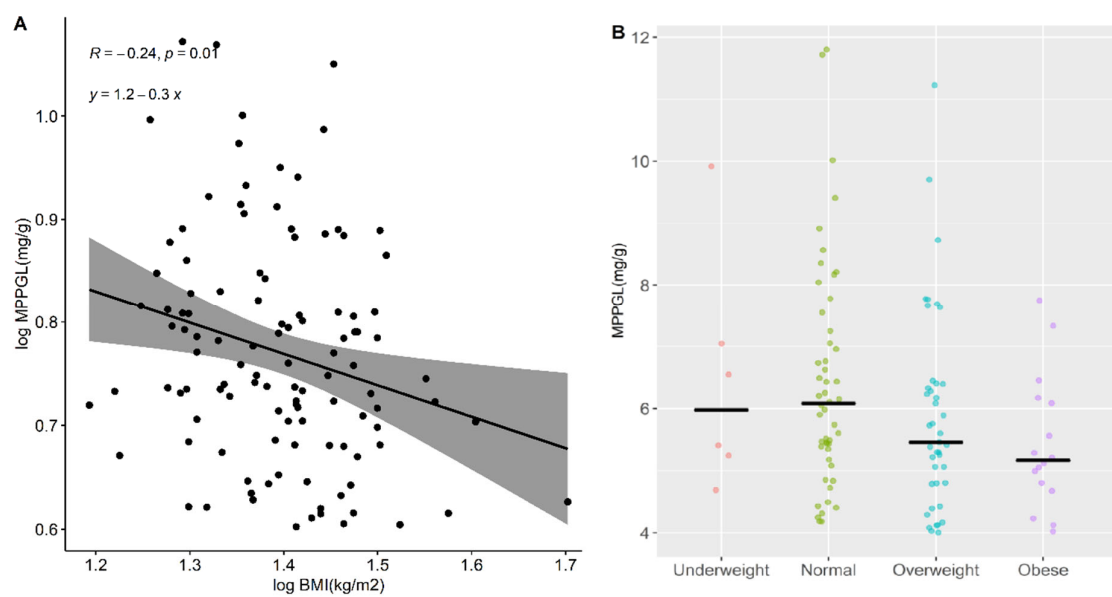 A
R = −0.24, p = 0.01
y = 1.2 − 0.3 x
log MPPGL(mg/g)
1.0
0.9
0.8
0.7
0.6
1.2 1.3 1.4 1.5 1.6 1.7
log BMI(kg/m2)
B
MPPGL(mg/g)
12
10
8
6
4
Underweight Normal Overweight Obese